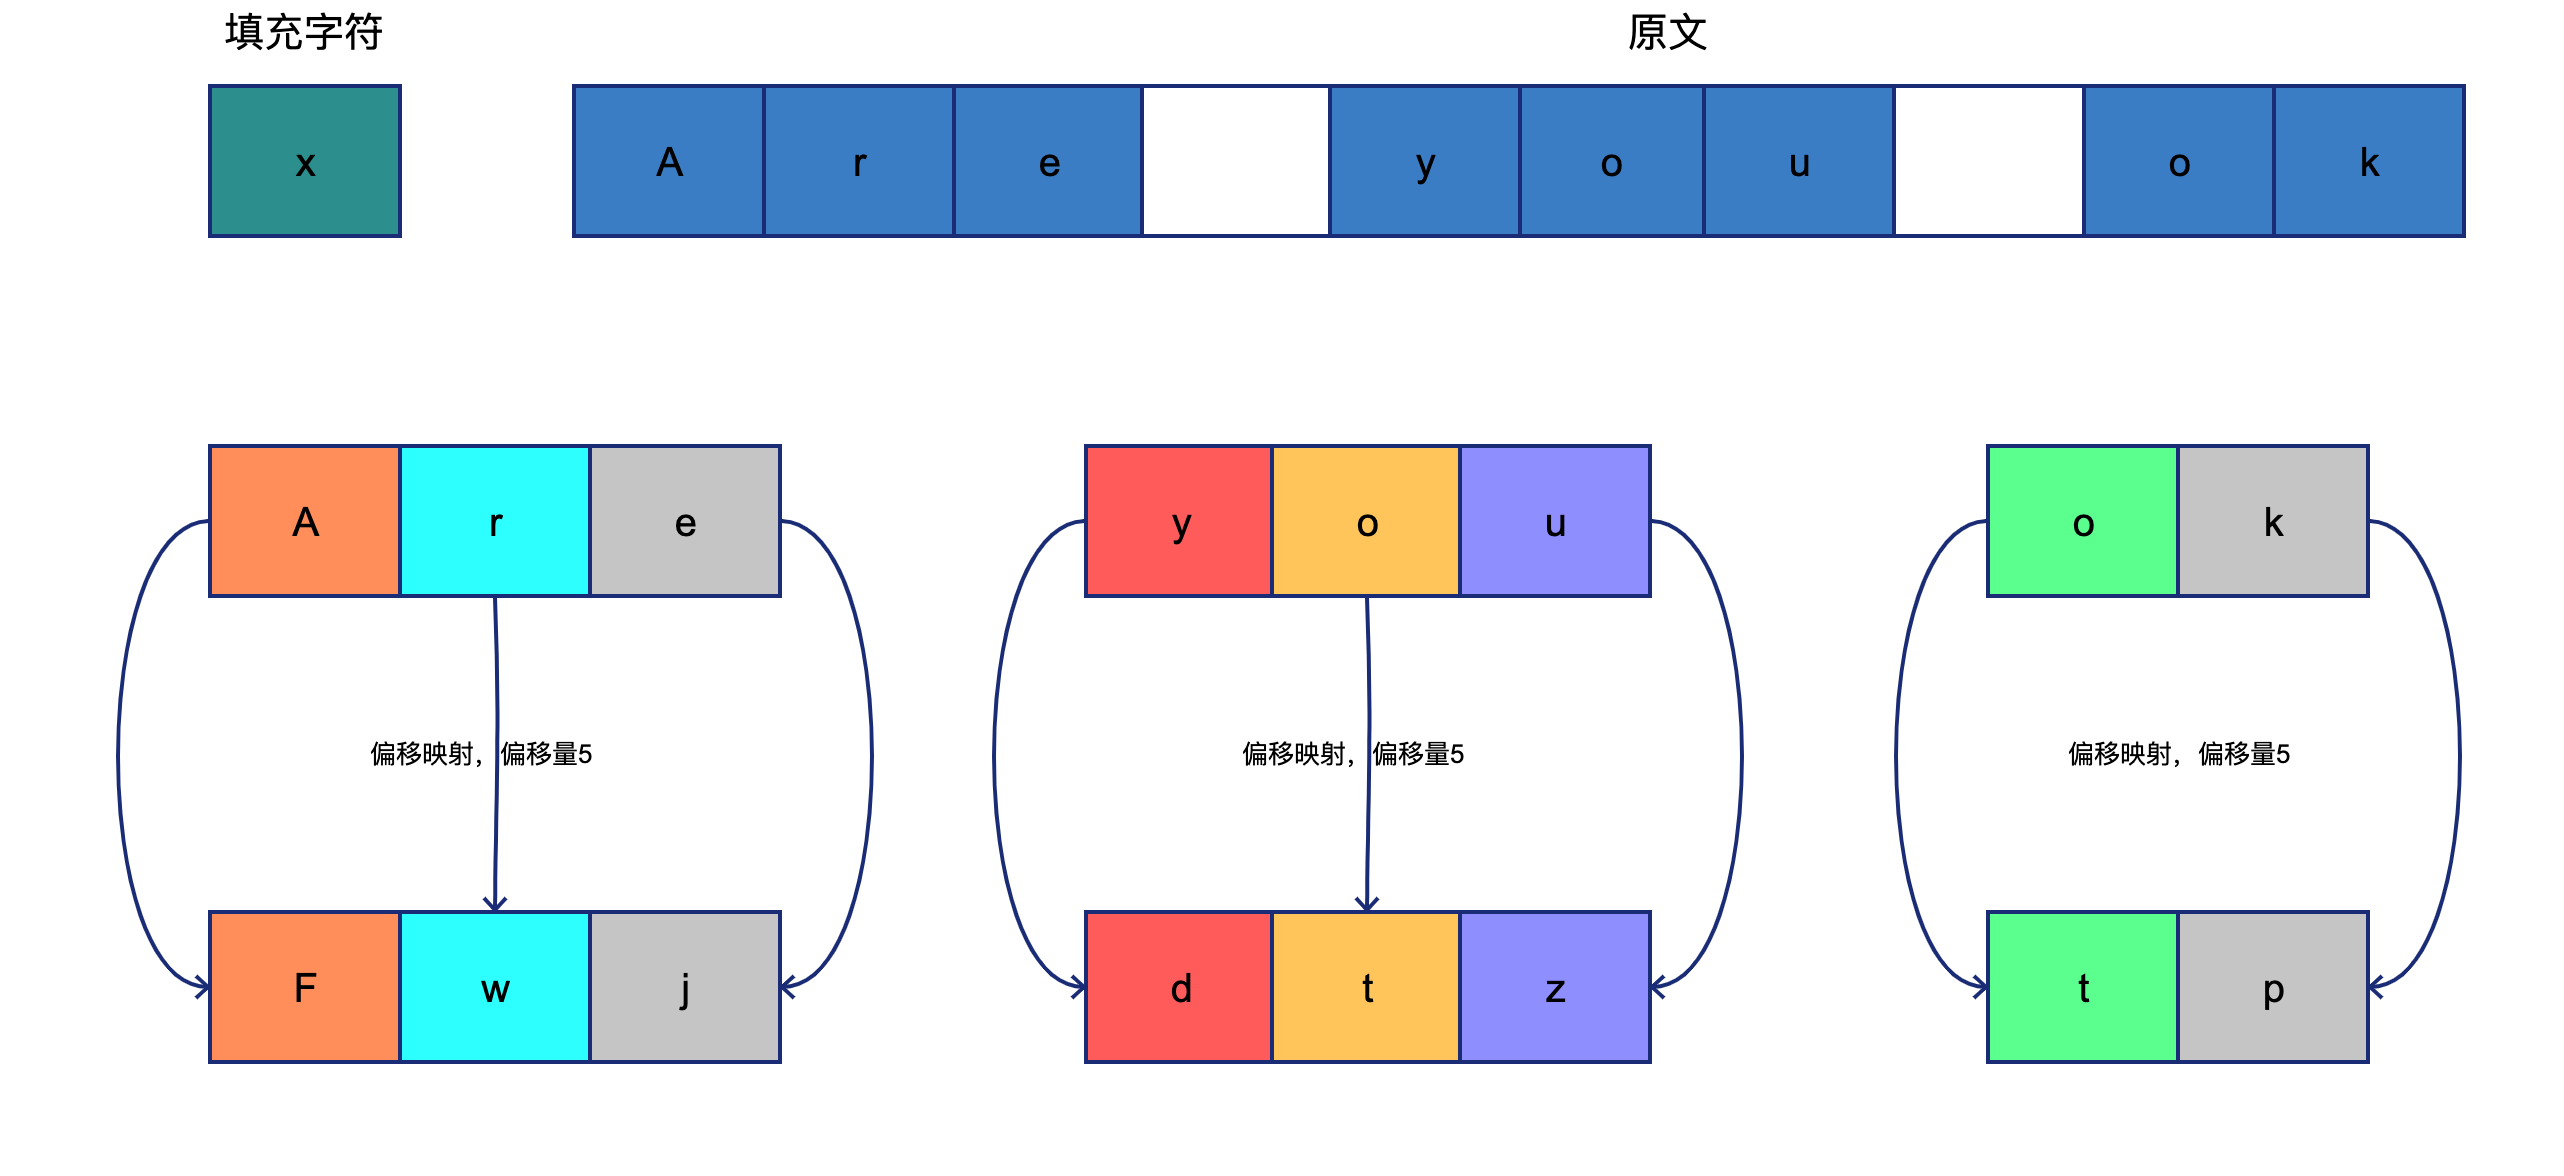 填充字符 原文
x A r e y o u o k
A r e y o u o k
偏移映射，偏移量5 偏移映射，偏移量5 偏移映射，偏移量5
F w j d t z t p